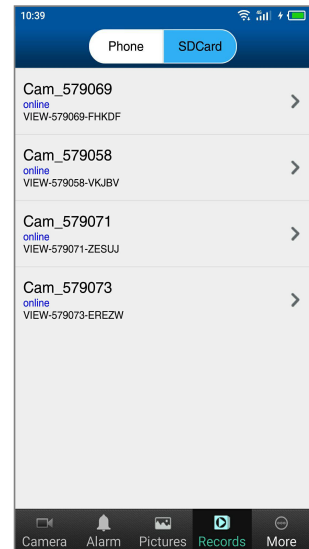 10:39
Phone SDCard
Cam_579069
online
VIEW-579069-FHKDF
Cam_579058
online
VIEW-579058-VKJBV
Cam_579071
online
VIEW-579071-ZESUJ
Cam_579073
online
VIEW-579073-EREZW
Camera Alarm Pictures Records More